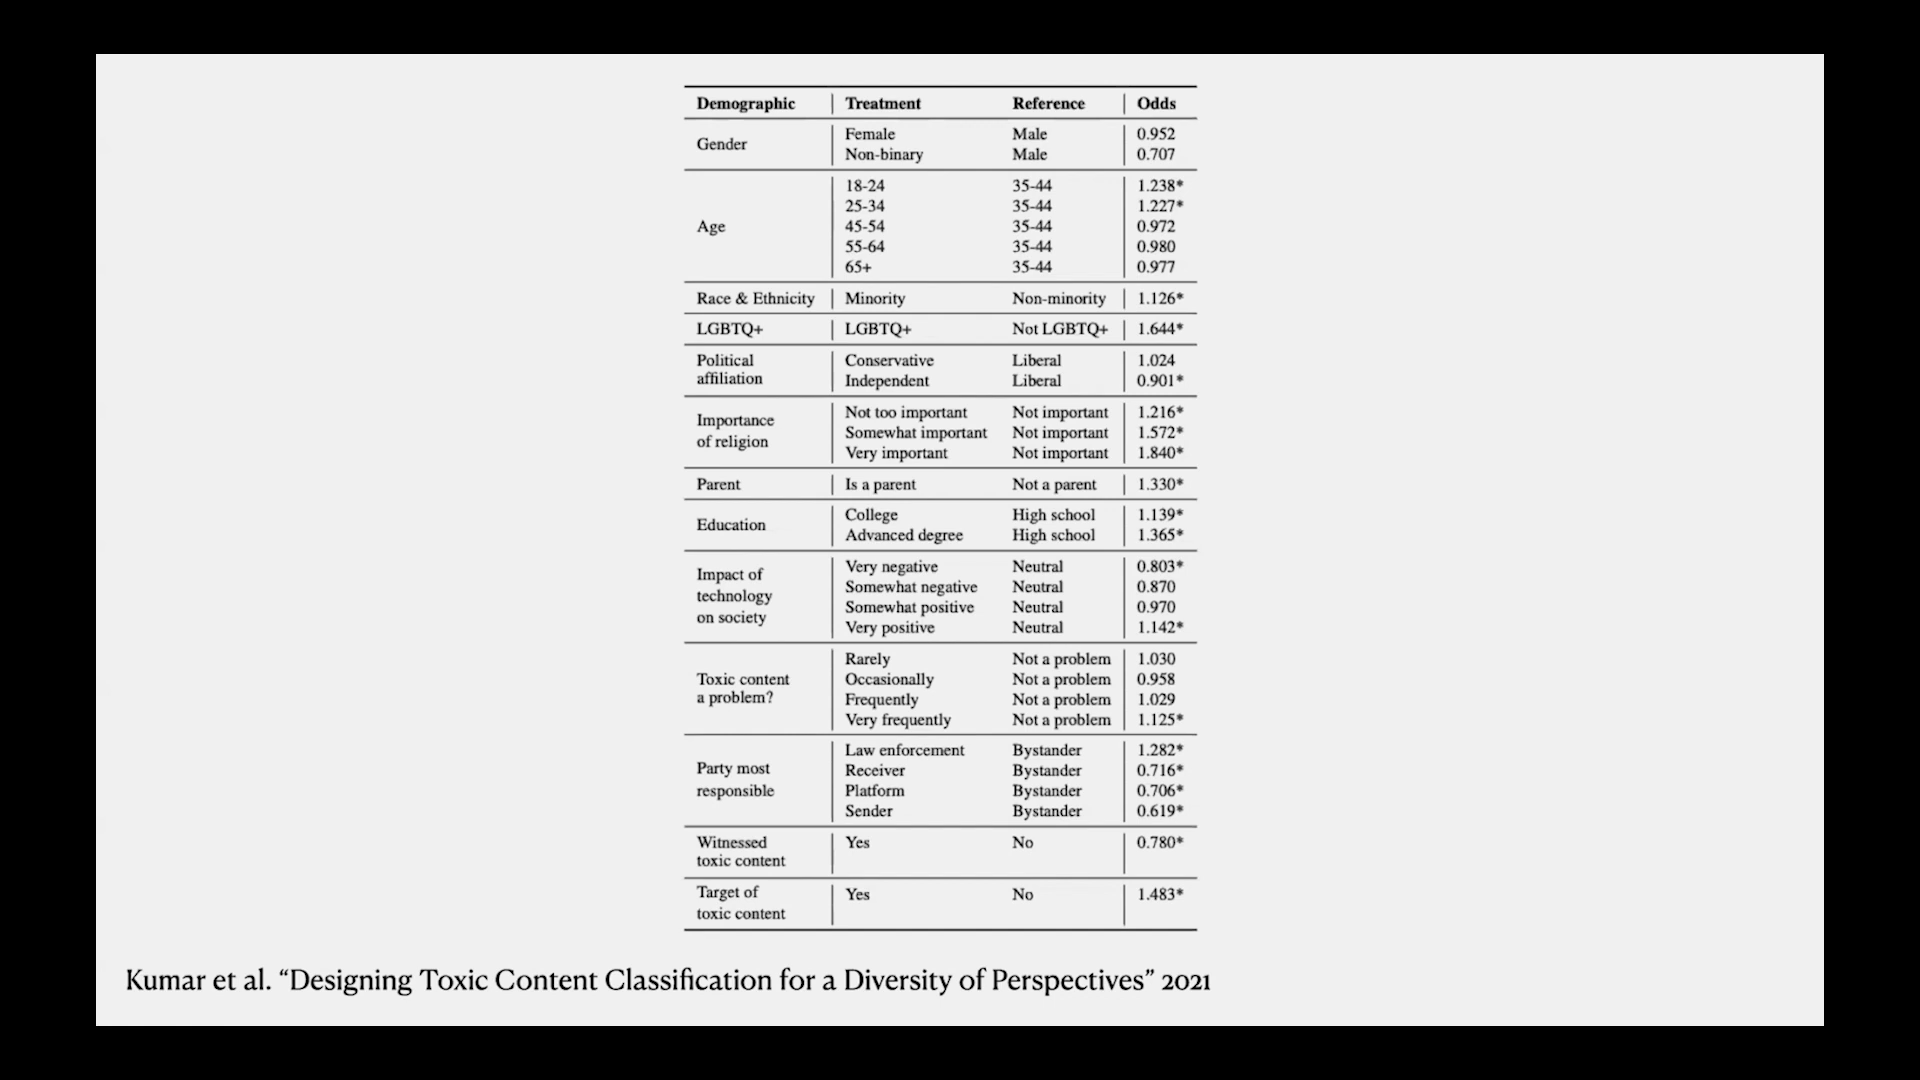 Demographic Treatment Reference Odds
Gender Female Male 0.952
Non-binary Male 0.707
Age 18-24 35-44 1.238*
25-34 35-44 1.227*
45-54 35-44 0.972
55-64 35-44 0.980
65+ 35-44 0.977
Race & Ethnicity Minority Non-minority 1.126*
LGBTQ+ LGBTQ+ Not LGBTQ+ 1.644*
Political affiliation Conservative Liberal 1.024
Independent Liberal 0.901*
Importance of religion Not too important Not important 1.216*
Somewhat important Not important 1.572*
Very important Not important 1.840*
Parent Is a parent Not a parent 1.330*
Education College High school 1.139*
Advanced degree High school 1.365*
Impact of technology on society Very negative Neutral 0.803*
Somewhat negative Neutral 0.870
Somewhat positive Neutral 0.970
Very positive Neutral 1.142*
Toxic content a problem? Rarely Not a problem 1.030
Occasionally Not a problem 0.958
Frequently Not a problem 1.029
Very frequently Not a problem 1.125*
Party most responsible Law enforcement Bystander 1.282*
Receiver Bystander 0.716*
Platform Bystander 0.706*
Sender Bystander 0.619*
Witnessed toxic content Yes No 0.780*
Target of toxic content Yes No 1.483*
Kumar et al. “Designing Toxic Content Classification for a Diversity of Perspectives” 2021